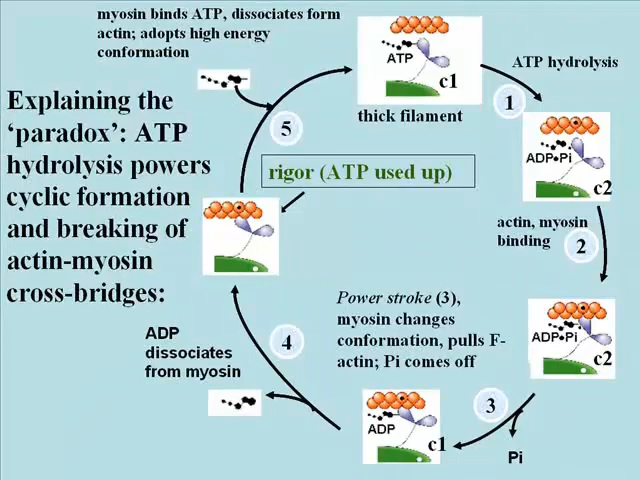 myosin binds ATP, dissociates form
actin; adopts high energy
conformation
Explaining the
‘paradox’: ATP
hydrolysis powers
cyclic formation
and breaking of
actin-myosin
cross-bridges:
ATP
c1
thick filament
ATP hydrolysis
1
ADP•Pi
c2
actin, myosin
binding
2
5
rigor (ATP used up)
Power stroke (3),
myosin changes
conformation, pulls F-
actin; Pi comes off
ADP•Pi
c2
3
Pi
ADP
c1
4
ADP
dissociates
from myosin